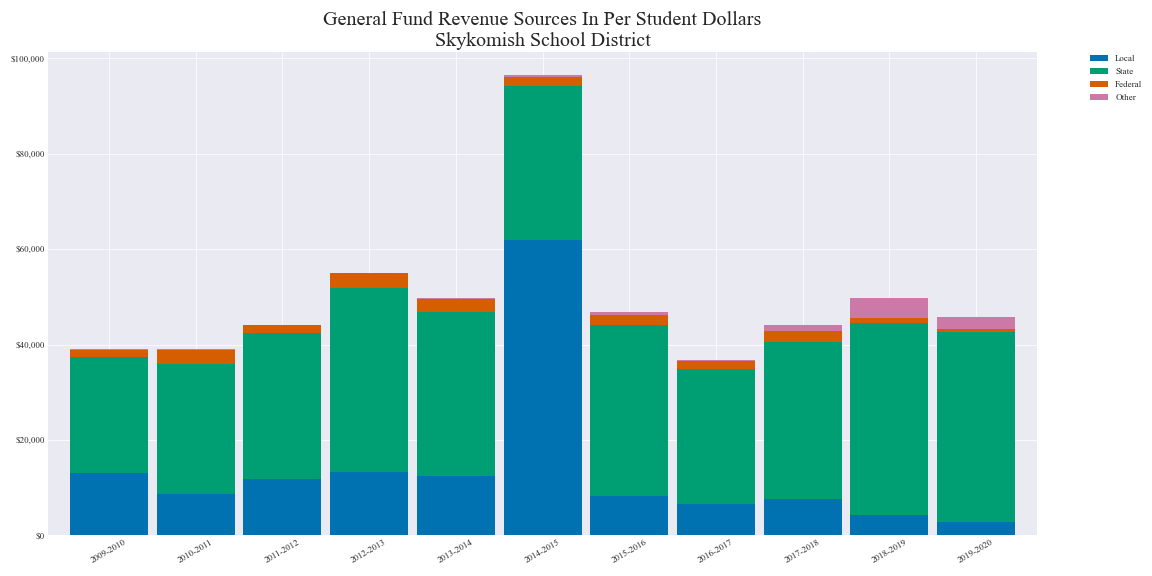 General Fund Revenue Sources In Per Student Dollars
Skykomish School District
$100,000
$80,000
$60,000
$40,000
$20,000
$0
2009-2010
2010-2011
2011-2012
2012-2013
2013-2014
2014-2015
2015-2016
2016-2017
2017-2018
2018-2019
2019-2020
Local
State
Federal
Other